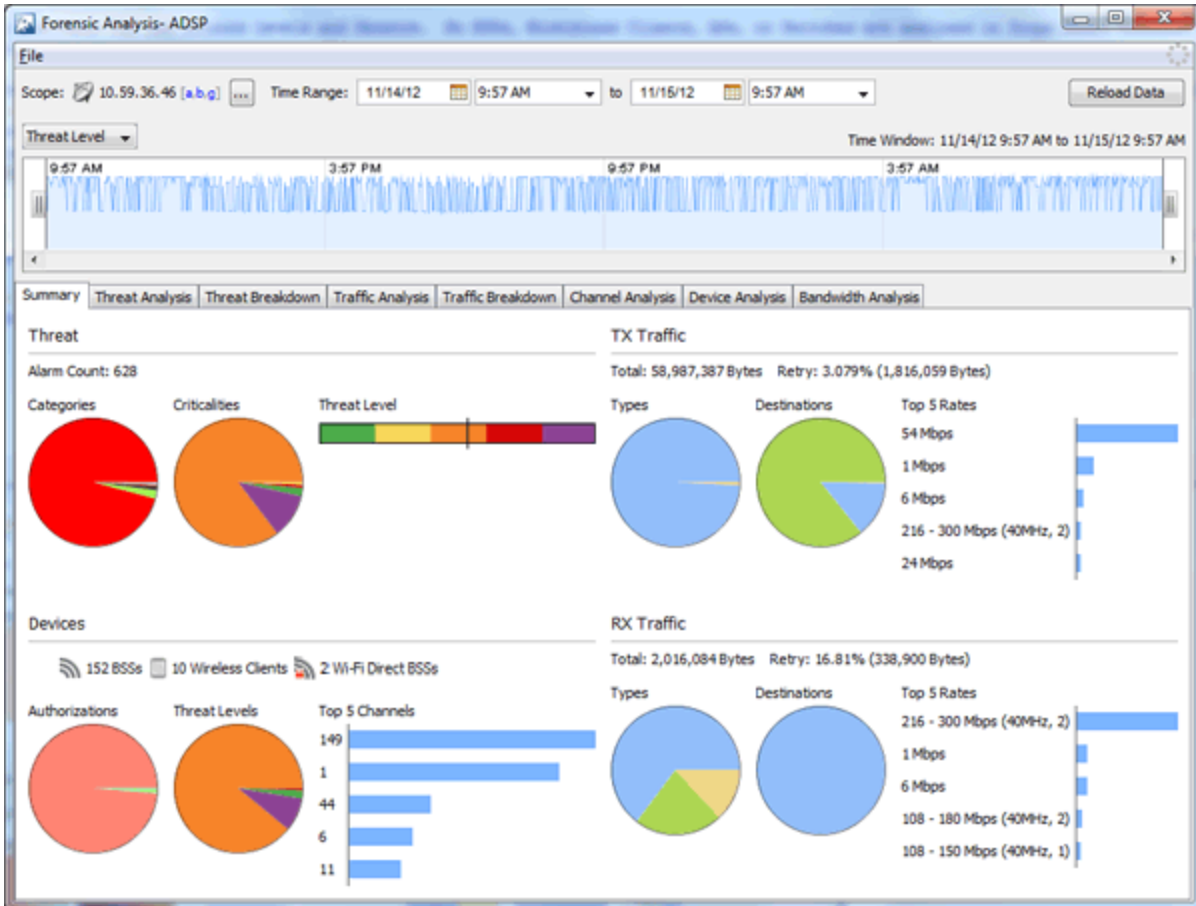 Forensic Analysis- ADSP
File
Scope: 10.59.36.46 [a,b,g] ... Time Range: 11/14/12 9:57 AM to 11/15/12 9:57 AM Reload Data
Threat Level
Time Window: 11/14/12 9:57 AM to 11/15/12 9:57 AM
9:57 AM 3:57 PM 9:57 PM 3:57 AM
Summary Threat Analysis Threat Breakdown Traffic Analysis Traffic Breakdown Channel Analysis Device Analysis Bandwidth Analysis
Threat
Alarm Count: 628
Categories Criticalities Threat Level
TX Traffic
Total: 58,987,387 Bytes Retry: 3.079% (1,816,059 Bytes)
Types Destinations Top 5 Rates
54 Mbps
1 Mbps
6 Mbps
216 - 300 Mbps (40MHz, 2)
24 Mbps
Devices
152 BSSs 10 Wireless Clients 2 Wi-Fi Direct BSSs
Authorizations Threat Levels Top 5 Channels
149
1
44
6
11
RX Traffic
Total: 2,016,084 Bytes Retry: 16.81% (338,900 Bytes)
Types Destinations Top 5 Rates
216 - 300 Mbps (40MHz, 2)
1 Mbps
6 Mbps
108 - 180 Mbps (40MHz, 2)
108 - 150 Mbps (40MHz, 1)